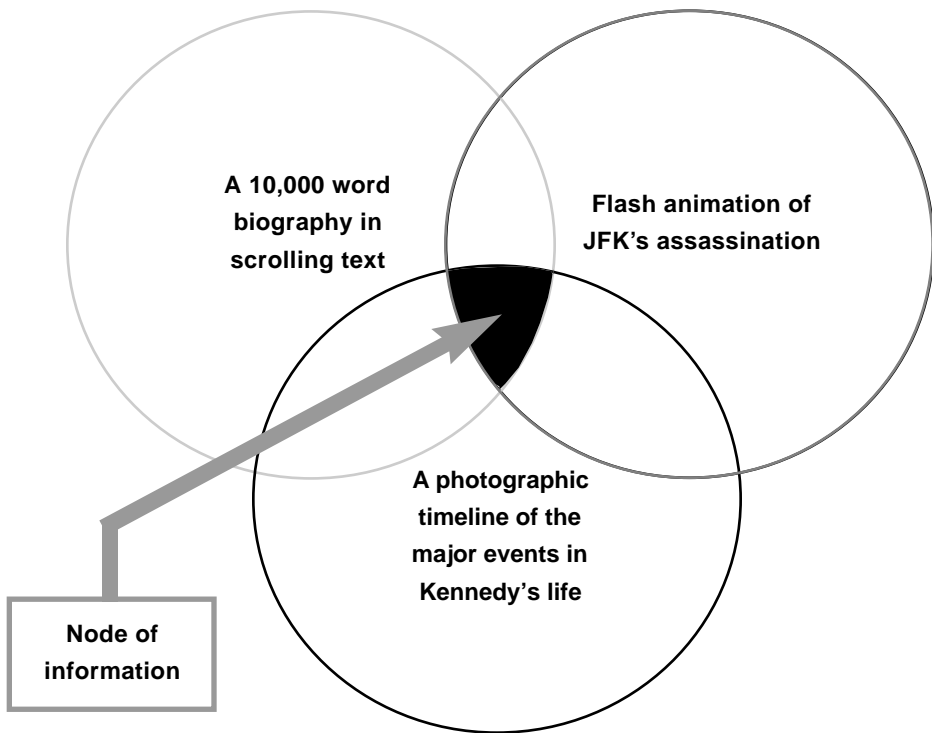 A 10,000 word
biography in
scrolling text
Flash animation of
JFK’s assassination
A photographic
timeline of the
major events in
Kennedy’s life
Node of
information